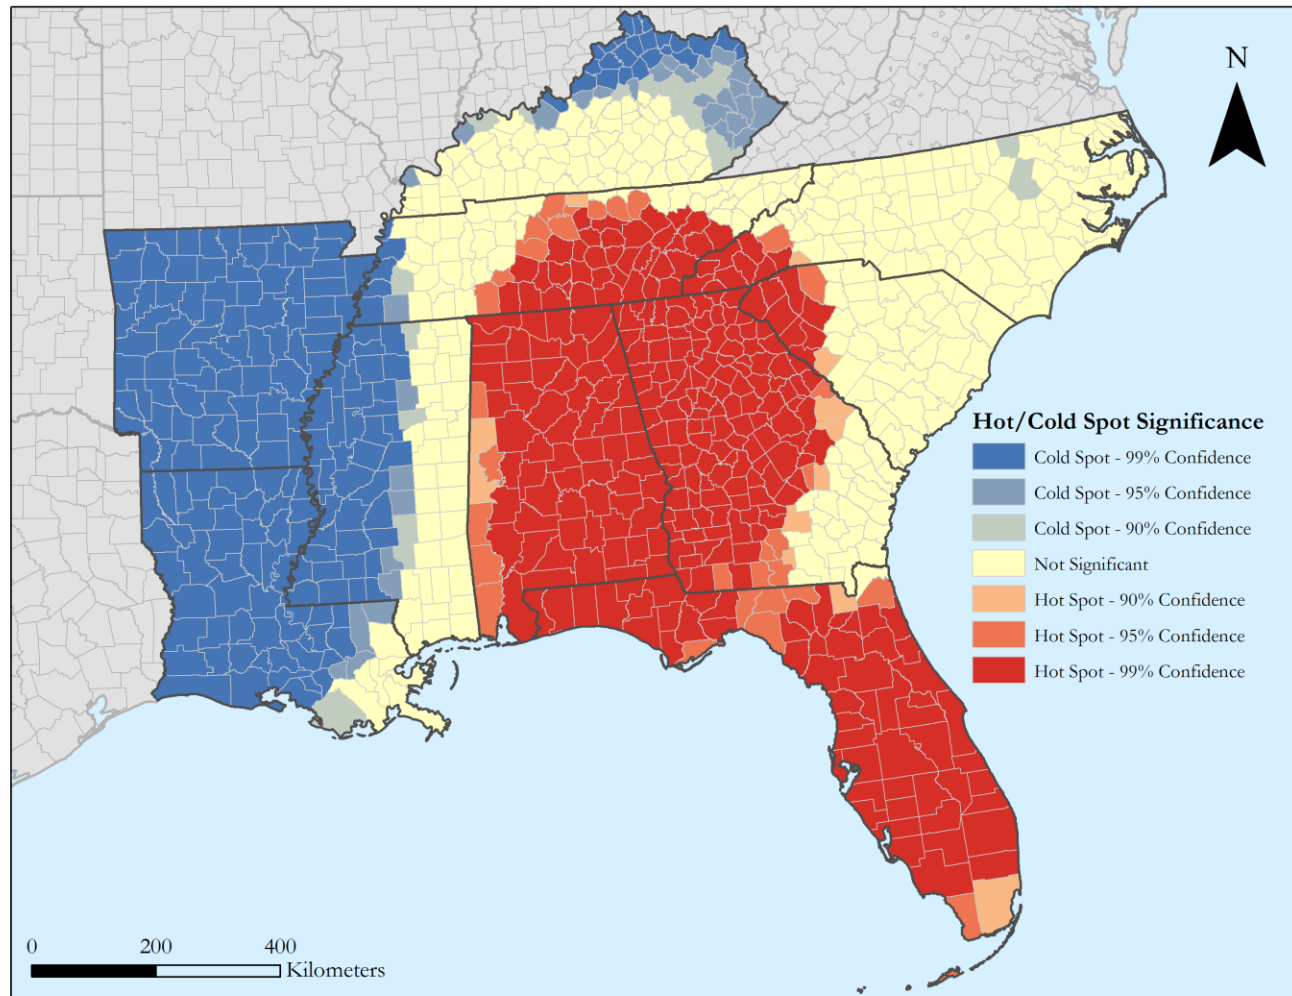 N
Hot/Cold Spot Significance
Cold Spot - 99% Confidence
Cold Spot - 95% Confidence
Cold Spot - 90% Confidence
Not Significant
Hot Spot - 90% Confidence
Hot Spot - 95% Confidence
Hot Spot - 99% Confidence
0 200 400
Kilometers